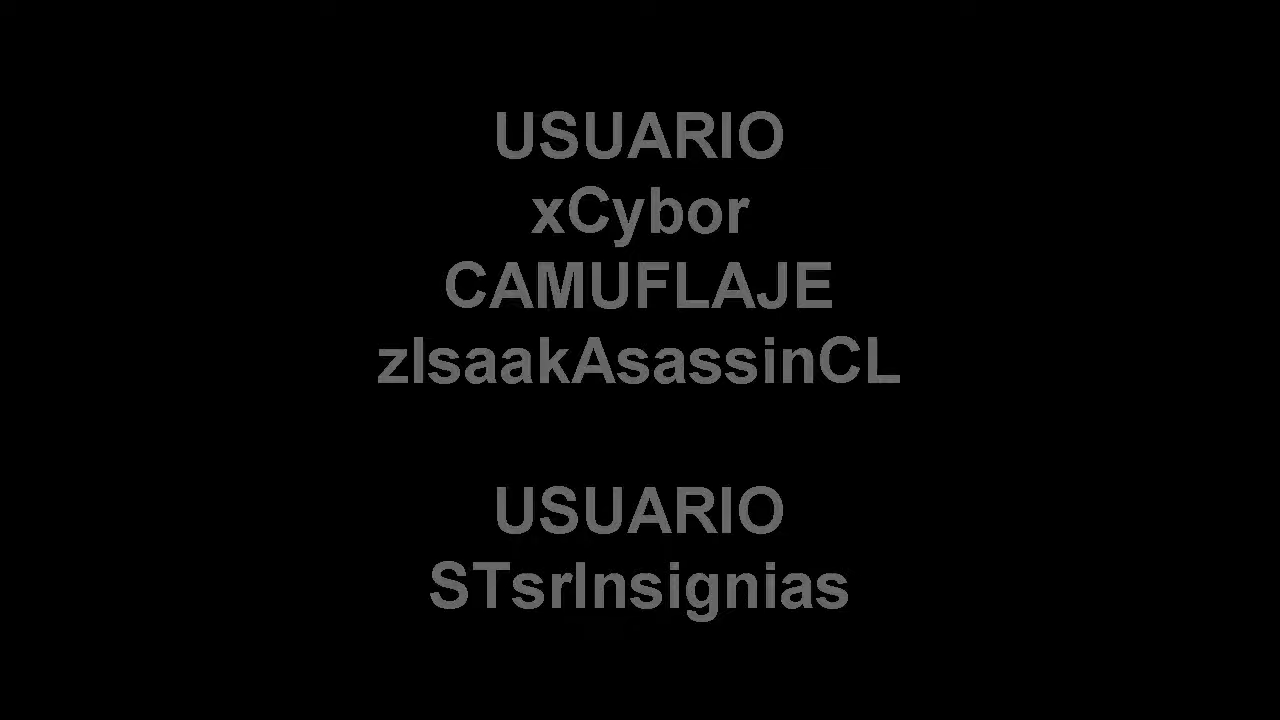 USUARIO
xCybor
CAMUFLAJE
zIsaakAsassinCL
USUARIO
STsrInsignias